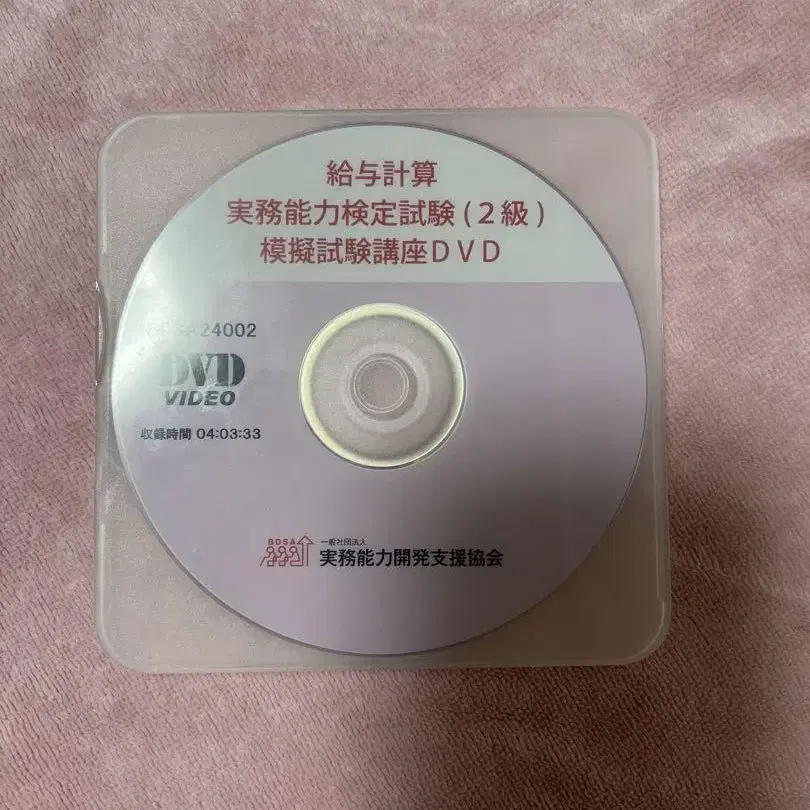 給与計算
実務能力検定試験(2級)
模擬試験講座DVD
24002
DVD
VIDEO
収録時間 04:03:33
BOSA
一般社団法人
実務能力開発支援協会